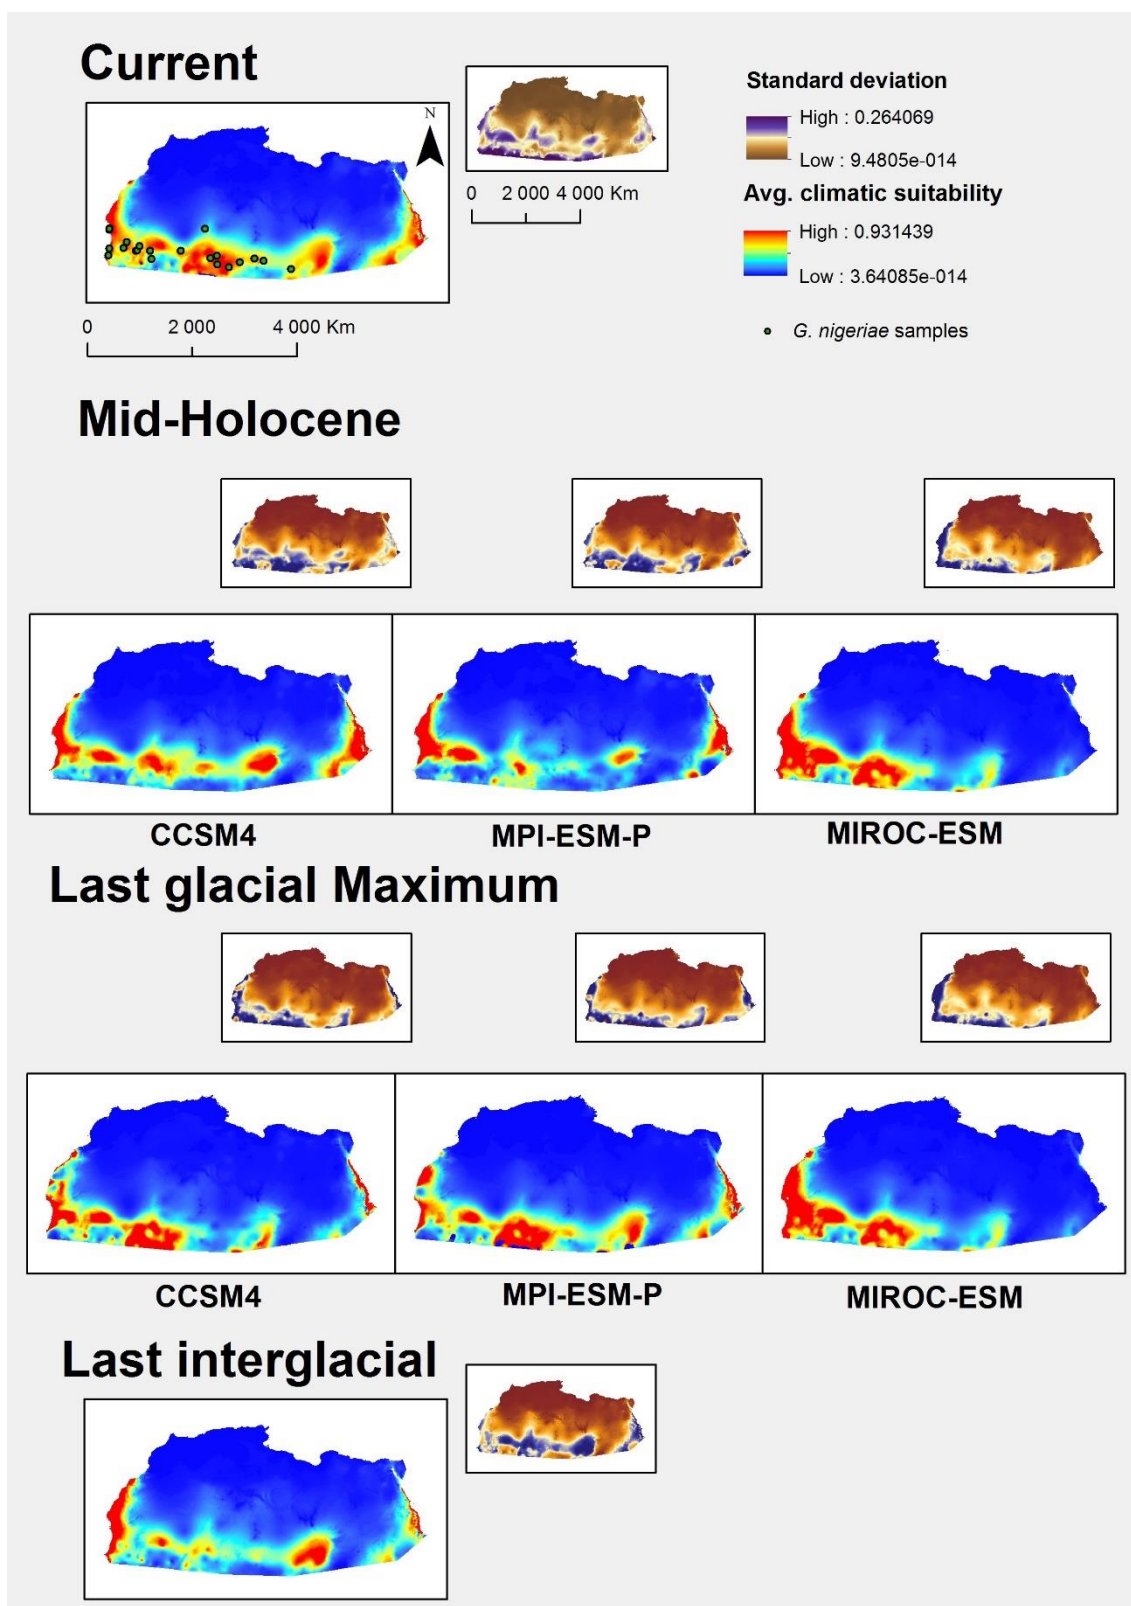 Current
N
0 2 000 4 000 Km
0 2 000 4 000 Km
Standard deviation
High : 0.264069
Low : 9.4805e-014
Avg. climatic suitability
High : 0.931439
Low : 3.64085e-014
G. nigeriae samples
Mid-Holocene
CCSM4 MPI-ESM-P MIROC-ESM
Last glacial Maximum
CCSM4 MPI-ESM-P MIROC-ESM
Last interglacial